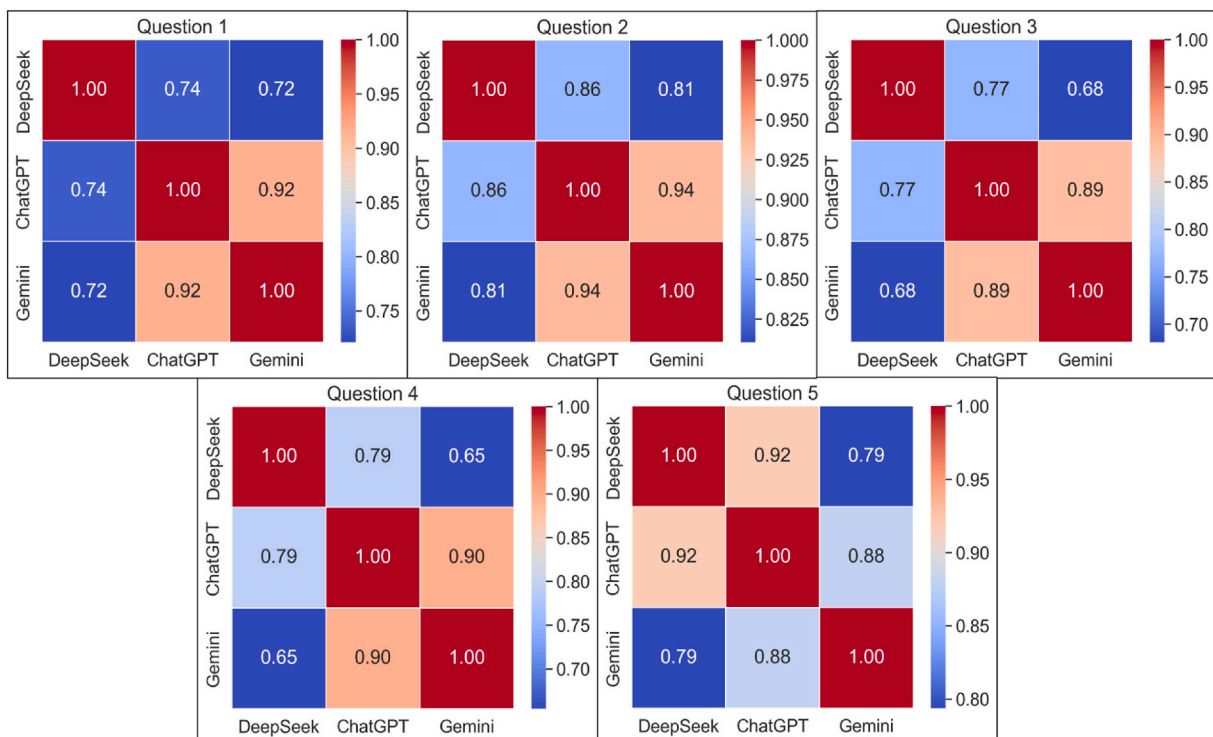 Question 1
DeepSeek 1.00 0.74 0.72
ChatGPT 0.74 1.00 0.92
Gemini 0.72 0.92 1.00
DeepSeek ChatGPT Gemini
1.00
0.95
0.90
0.85
0.80
0.75
Question 2
1.00 0.86 0.81
0.86 1.00 0.94
0.81 0.94 1.00
DeepSeek ChatGPT Gemini
1.000
0.975
0.950
0.925
0.900
0.875
0.850
0.825
Question 3
DeepSeek 1.00 0.77 0.68
ChatGPT 0.77 1.00 0.89
Gemini 0.68 0.89 1.00
DeepSeek ChatGPT Gemini
1.00
0.95
0.90
0.85
0.80
0.75
0.70
Question 4
DeepSeek 1.00 0.79 0.65
ChatGPT 0.79 1.00 0.90
Gemini 0.65 0.90 1.00
DeepSeek ChatGPT Gemini
1.00
0.95
0.90
0.85
0.80
0.75
0.70
Question 5
DeepSeek 1.00 0.92 0.79
ChatGPT 0.92 1.00 0.88
Gemini 0.79 0.88 1.00
DeepSeek ChatGPT Gemini
1.00
0.95
0.90
0.85
0.80